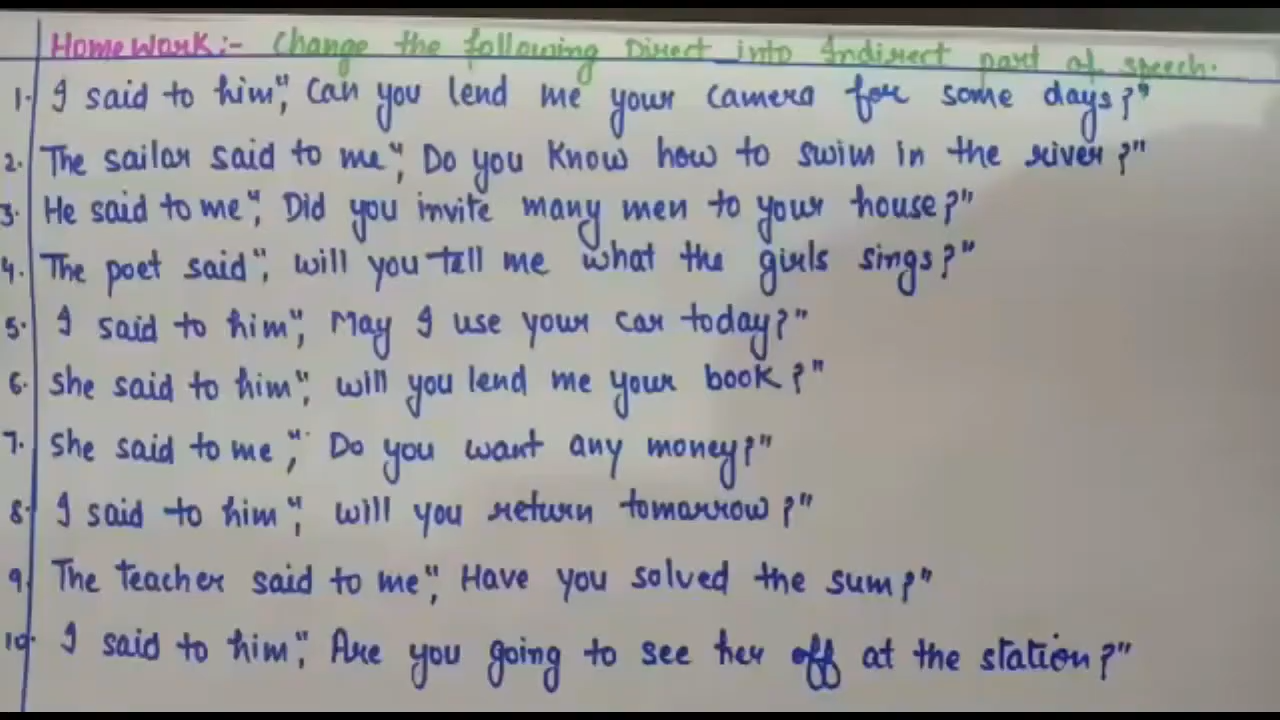 Homework:- Change the following Direct into Indirect part of speech.
1. I said to him", Can you lend me your camera for some days?"
2. The sailor said to me", Do you know how to swim in the river?"
3. He said to me", Did you invite many men to your house?"
4. The poet said", will you tell me what the girls sings?"
5. I said to him", May I use your car today?"
6. She said to him", will you lend me your book?"
7. She said to me," Do you want any money?"
8. I said to him", will you return tomorrow?"
9. The teacher said to me", Have you solved the sum?"
10. I said to him", Are you going to see her off at the station?"